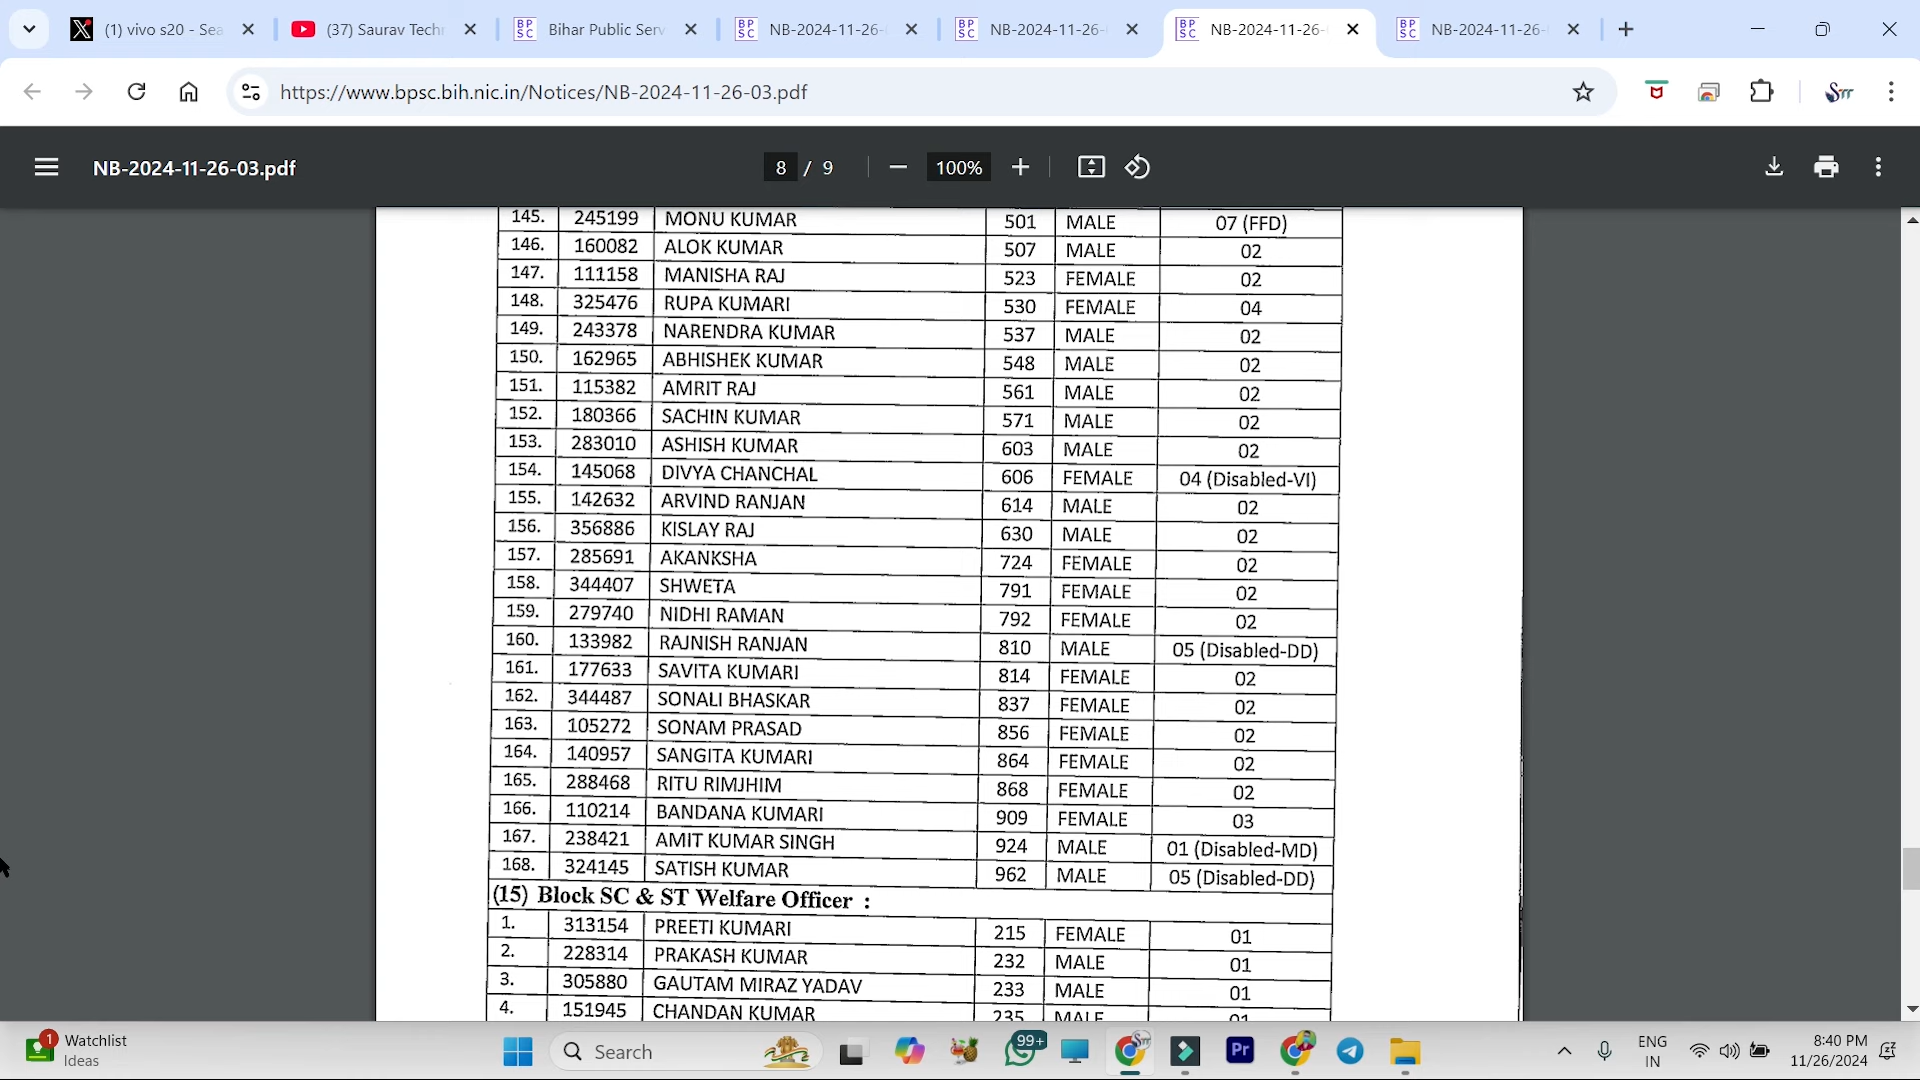 (1) vivo s20 - Sea
(37) Saurav Techn
BPSC Bihar Public Serv
BPSC NB-2024-11-26-
BPSC NB-2024-11-26-
BPSC NB-2024-11-26-
BPSC NB-2024-11-26-
https://www.bpsc.bih.nic.in/Notices/NB-2024-11-26-03.pdf
NB-2024-11-26-03.pdf
8 / 9
100%
145. 245199 MONU KUMAR 501 MALE 07 (FFD)
146. 160082 ALOK KUMAR 507 MALE 02
147. 111158 MANISHA RAJ 523 FEMALE 02
148. 325476 RUPA KUMARI 530 FEMALE 04
149. 243378 NARENDRA KUMAR 537 MALE 02
150. 162965 ABHISHEK KUMAR 548 MALE 02
151. 115382 AMRIT RAJ 561 MALE 02
152. 180366 SACHIN KUMAR 571 MALE 02
153. 283010 ASHISH KUMAR 603 MALE 02
154. 145068 DIVYA CHANCHAL 606 FEMALE 04 (Disabled-VI)
155. 142632 ARVIND RANJAN 614 MALE 02
156. 356886 KISLAY RAJ 630 MALE 02
157. 285691 AKANKSHA 724 FEMALE 02
158. 344407 SHWETA 791 FEMALE 02
159. 279740 NIDHI RAMAN 792 FEMALE 02
160. 133982 RAJNISH RANJAN 810 MALE 05 (Disabled-DD)
161. 177633 SAVITA KUMARI 814 FEMALE 02
162. 344487 SONALI BHASKAR 837 FEMALE 02
163. 105272 SONAM PRASAD 856 FEMALE 02
164. 140957 SANGITA KUMARI 864 FEMALE 02
165. 288468 RITU RIMJHIM 868 FEMALE 02
166. 110214 BANDANA KUMARI 909 FEMALE 03
167. 238421 AMIT KUMAR SINGH 924 MALE 01 (Disabled-MD)
168. 324145 SATISH KUMAR 962 MALE 05 (Disabled-DD)
(15) Block SC & ST Welfare Officer :
1. 313154 PREETI KUMARI 215 FEMALE 01
2. 228314 PRAKASH KUMAR 232 MALE 01
3. 305880 GAUTAM MIRAZ YADAV 233 MALE 01
4. 151945 CHANDAN KUMAR 235 MALE 01
1
Watchlist
Ideas
Search
99+
Pr
ENG
IN
8:40 PM
11/26/2024